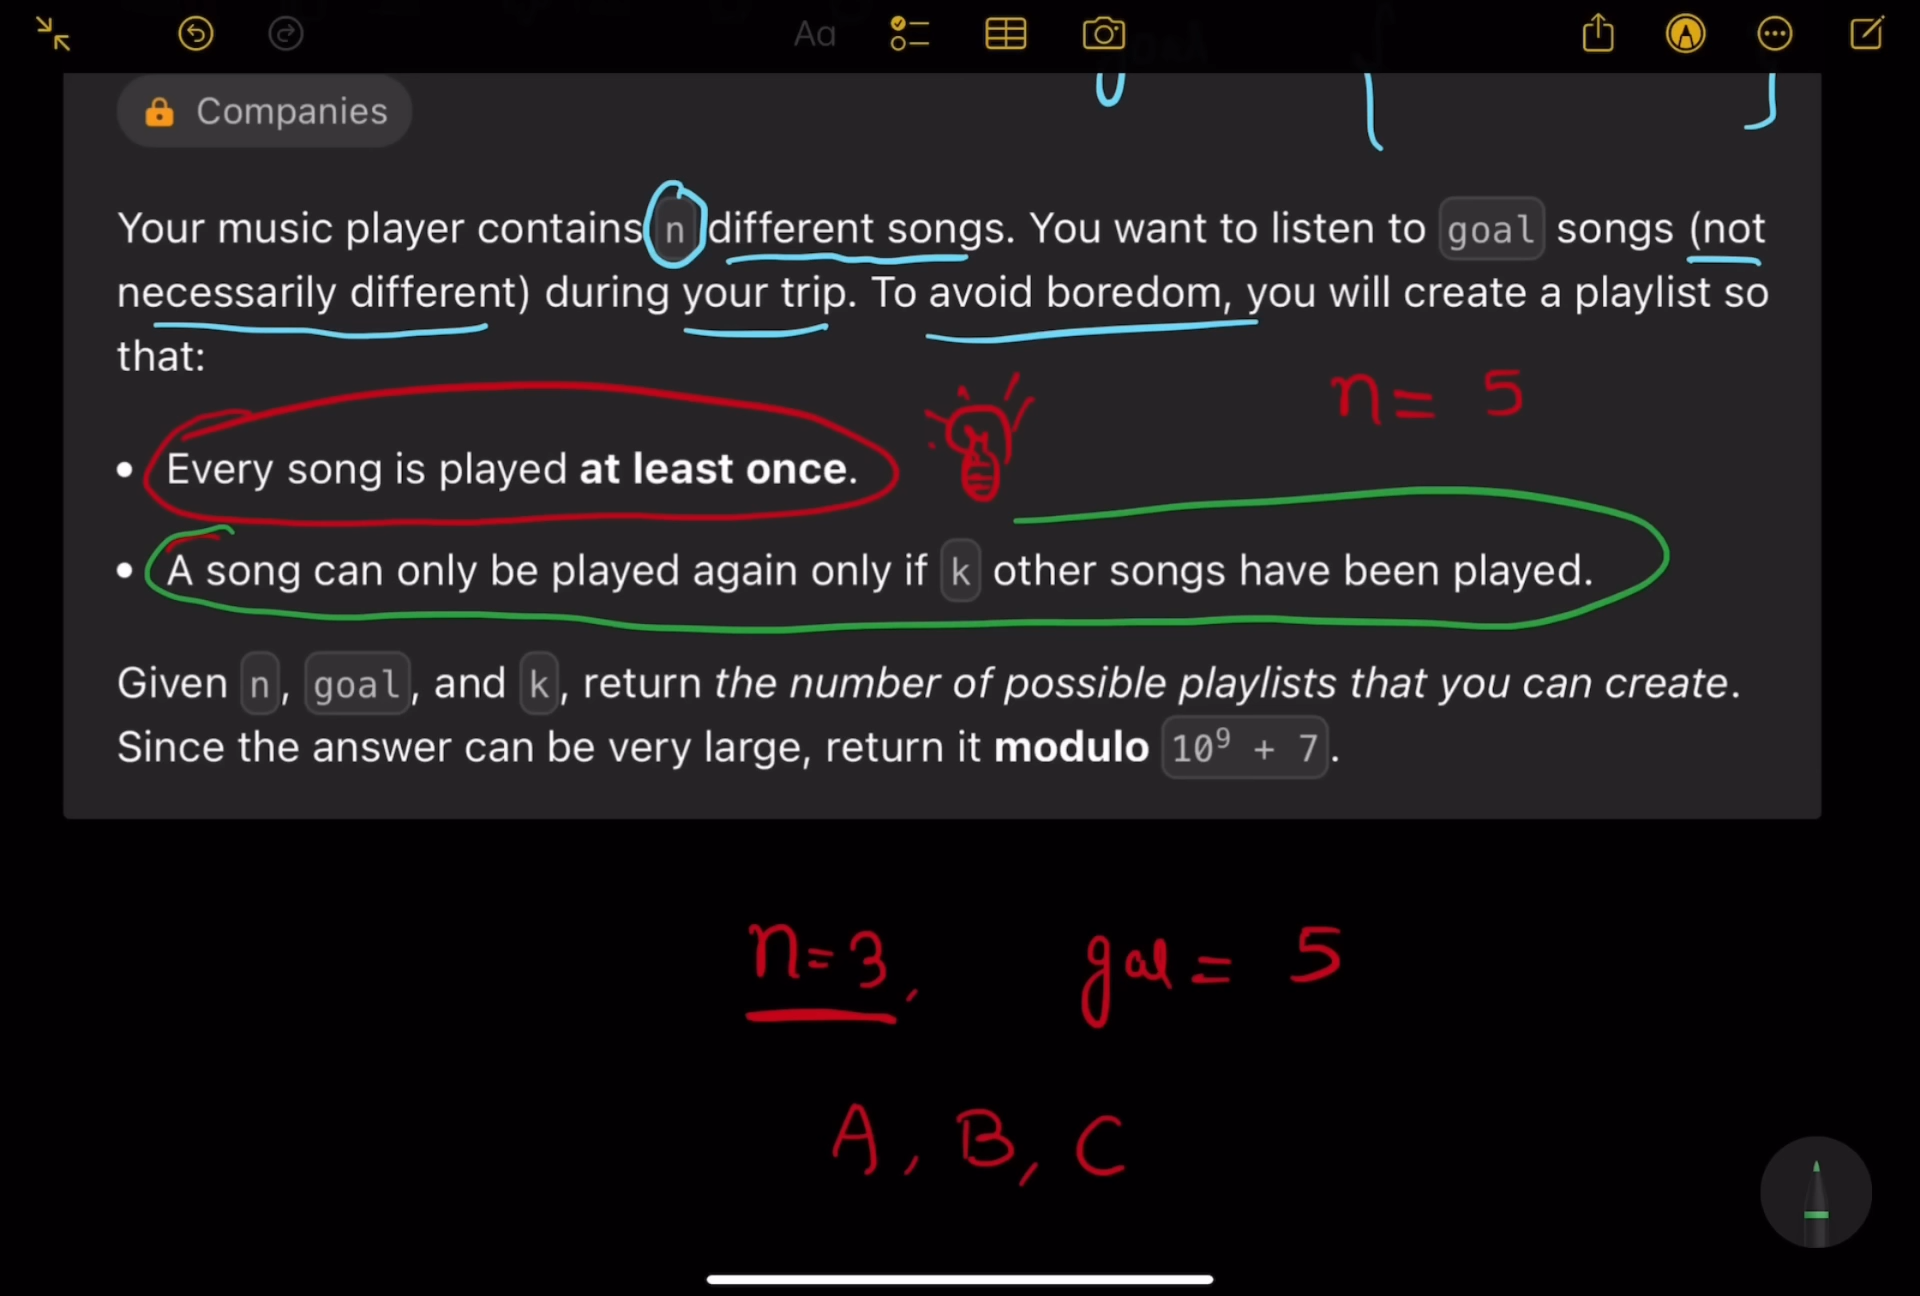 Aa
Companies
Your music player contains n different songs. You want to listen to goal songs (not
necessarily different) during your trip. To avoid boredom, you will create a playlist so
that:
n = 5
• Every song is played at least once.
• A song can only be played again only if k other songs have been played.
Given n, goal, and k, return the number of possible playlists that you can create.
Since the answer can be very large, return it modulo 10⁹ + 7.
n=3, gal = 5
A, B, C